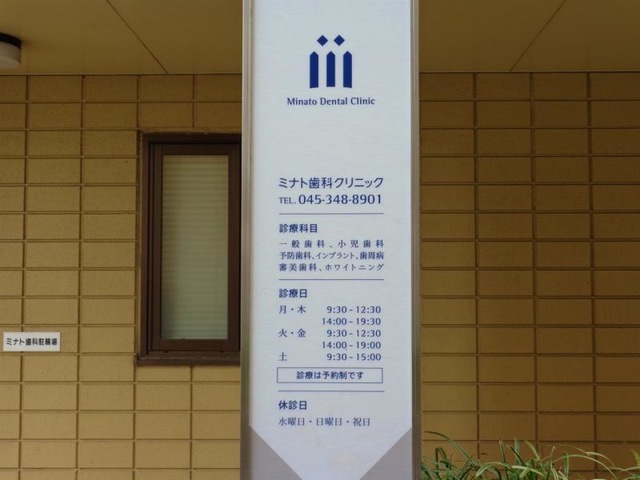 Minato Dental Clinic
ミナト歯科クリニック
TEL. 045-348-8901
診療科目
一般歯科、小児歯科
予防歯科、インプラント、歯周病
審美歯科、ホワイトニング
診療日
月・木 9:30 - 12:30
14:00 - 19:30
火・金 9:30 - 12:30
14:00 - 19:00
土 9:30 - 15:00
診療は予約制です
休診日
水曜日・日曜日・祝日
ミナト歯科駐輪場